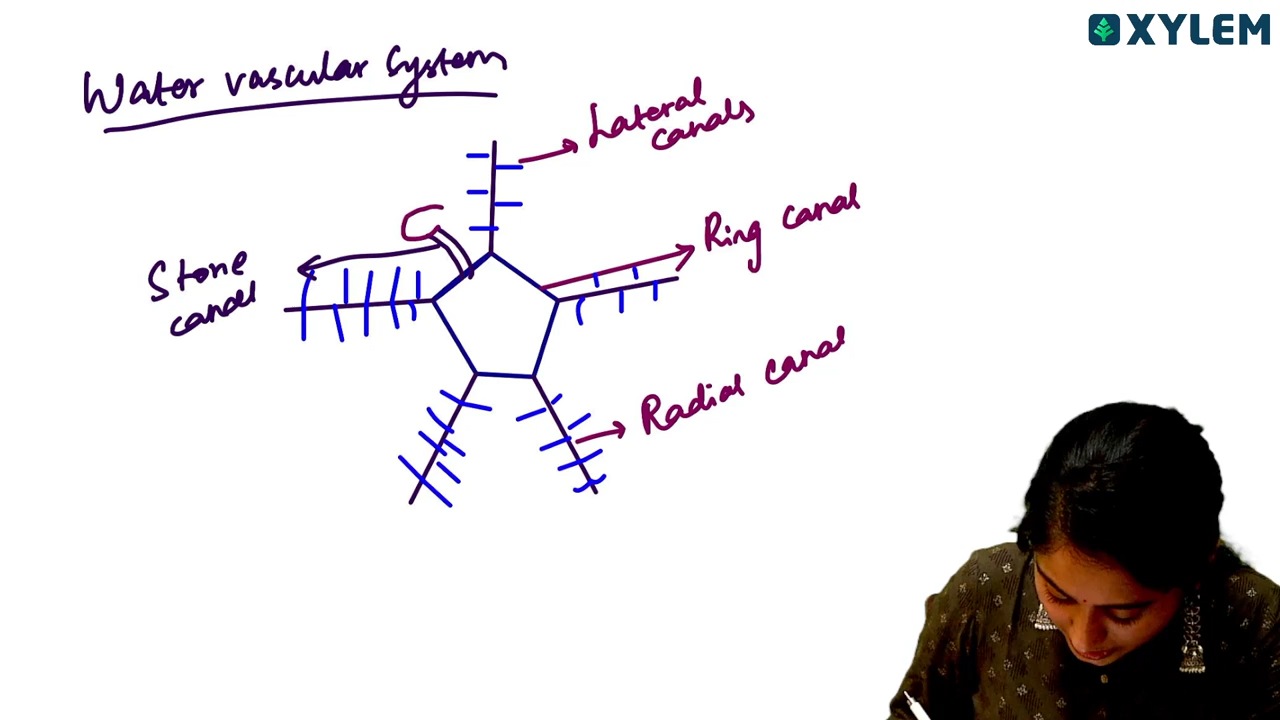 XYLEM
Water vascular System
Lateral
canals
Ring canal
Stone
canal
Radial canal